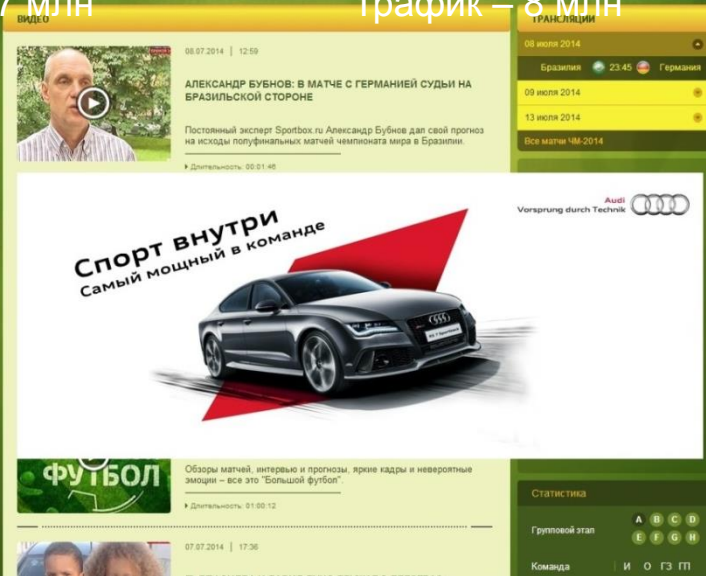 7 млн
трафик – 8 млн
ВИДЕО
08.07.2014 | 12:59
АЛЕКСАНДР БУБНОВ: В МАТЧЕ С ГЕРМАНИЕЙ СУДЬИ НА
БРАЗИЛЬСКОЙ СТОРОНЕ
Постоянный эксперт Sportbox.ru Александр Бубнов дал свой прогноз
на исходы полуфинальных матчей чемпионата мира в Бразилии.
Длительность: 00:01:46
ТРАНСЛЯЦИИ
08 июля 2014
Бразилия 23:45 Германия
09 июля 2014
13 июля 2014
Все матчи ЧМ-2014
Спорт внутри
Самый мощный в команде
Audi
Vorsprung durch Technik
ФУТБОЛ
Обзоры матчей, интервью и прогнозы, яркие кадры и невероятные
эмоции – все это "Большой футбол".
Длительность: 01:00:12
07.07.2014 | 17:36
Статистика
Групповой этап
A B C D
E F G H
Команда И О ГЗ ГП